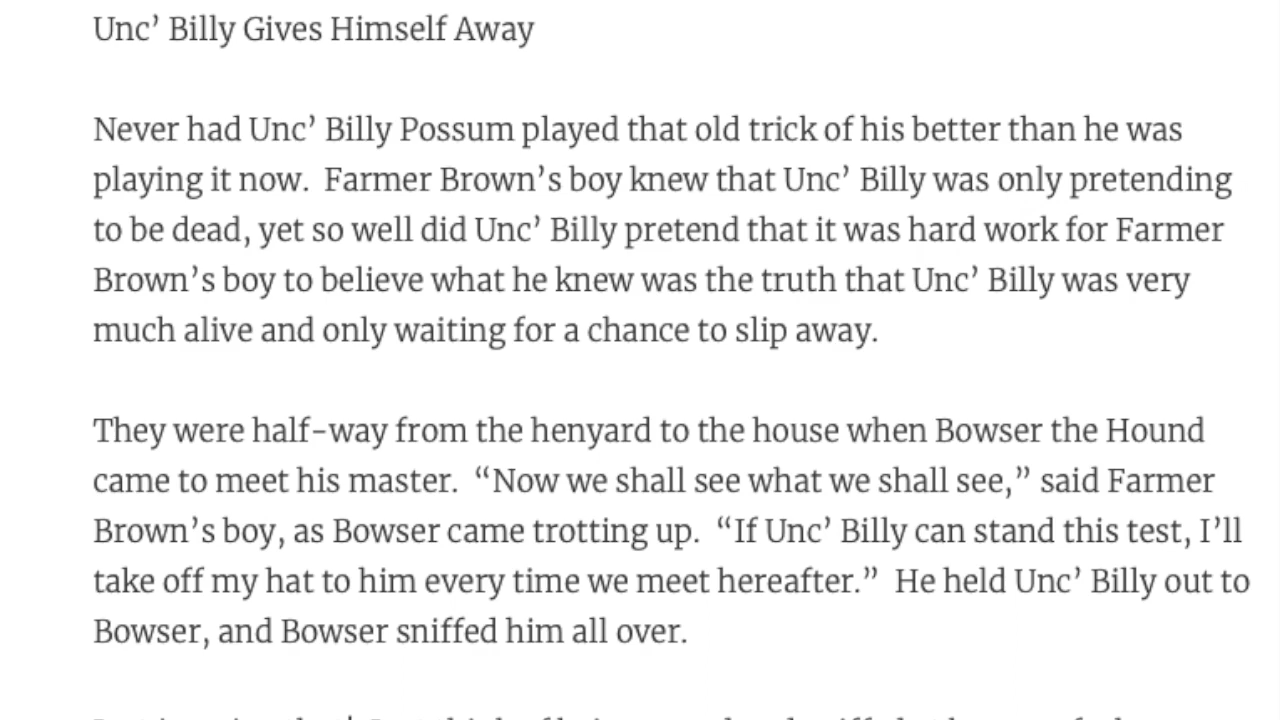 Unc’ Billy Gives Himself Away
Never had Unc’ Billy Possum played that old trick of his better than he was
playing it now.  Farmer Brown’s boy knew that Unc’ Billy was only pretending
to be dead, yet so well did Unc’ Billy pretend that it was hard work for Farmer
Brown’s boy to believe what he knew was the truth that Unc’ Billy was very
much alive and only waiting for a chance to slip away.
They were half-way from the henyard to the house when Bowser the Hound
came to meet his master.  “Now we shall see what we shall see,” said Farmer
Brown’s boy, as Bowser came trotting up.  “If Unc’ Billy can stand this test, I’ll
take off my hat to him every time we meet hereafter.”  He held Unc’ Billy out to
Bowser, and Bowser sniffed him all over.